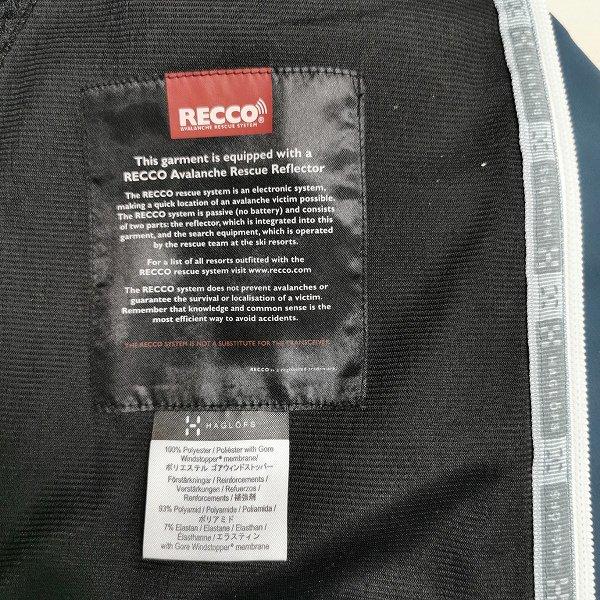 RECCO®
AVALANCHE RESCUE SYSTEM
This garment is equipped with a
RECCO Avalanche Rescue Reflector
The RECCO rescue system is an electronic system,
making a quick location of an avalanche victim possible.
The RECCO system is passive (no battery) and consists
of two parts: the reflector, which is integrated into this
garment, and the search equipment, which is operated
by the rescue team at the ski resorts.
For a list of all resorts outfitted with the
RECCO rescue system visit www.recco.com
The RECCO system does not prevent avalanches or
guarantee the survival or localisation of a victim.
Remember that knowledge and common sense is the
most efficient way to avoid accidents.
THE RECCO SYSTEM IS NOT A SUBSTITUTE FOR THE TRANSCEIVER
RECCO is a registered trademark.
HAGLÖFS
100% Polyester / Poliéster with Gore
Windstopper® membrane/
ポリエステル ゴアウィンドストッパー
Förstärkningar / Reinforcements /
Verstärkungen / Refuerzos /
Renforcements / 補強剤
93% Polyamid / Polyamide / Poliamida /
ポリアミド
7% Elastan / Elastane / Elasthan /
Elasthanne / エラスティン
with Gore Windstopper® membrane